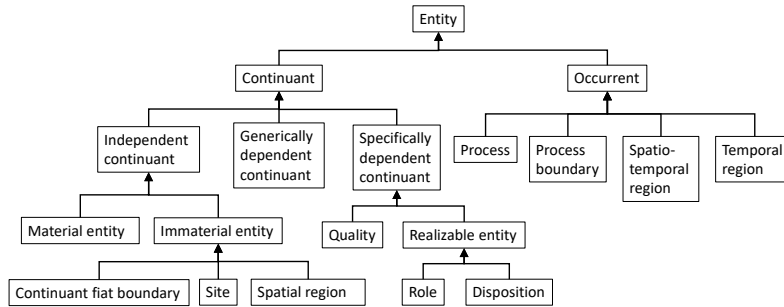 Entity
Continuant
Occurrent
Independent
continuant
Generically
dependent
continuant
Specifically
dependent
continuant
Process
Process
boundary
Spatio-
temporal
region
Temporal
region
Material entity
Immaterial entity
Quality
Realizable entity
Continuant fiat boundary
Site
Spatial region
Role
Disposition